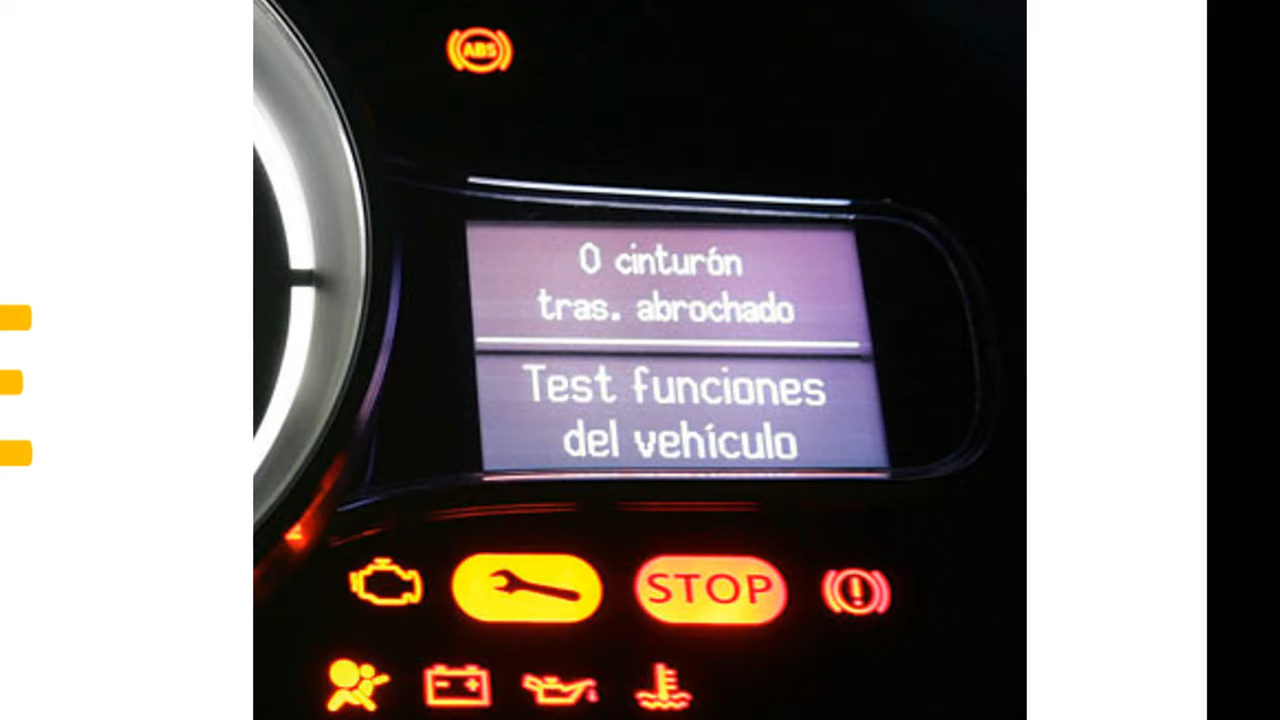 ABS
0 cinturón
tras. abrochado
Test funciones
del vehículo
STOP